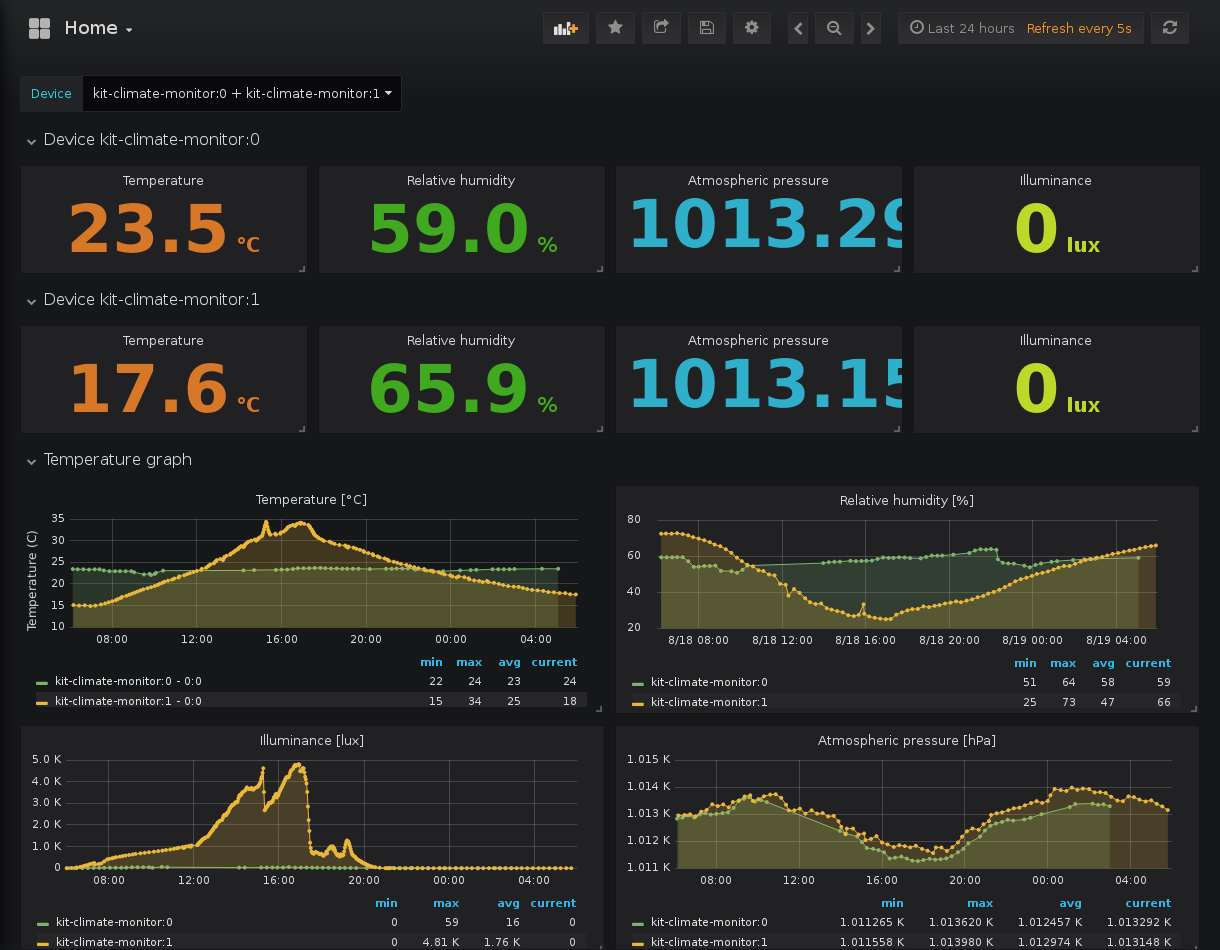 Home
Last 24 hours Refresh every 5s
Device kit-climate-monitor:0 + kit-climate-monitor:1
Device kit-climate-monitor:0
Temperature Relative humidity Atmospheric pressure Illuminance
23.5 °C 59.0 % 1013.29 0 lux
Device kit-climate-monitor:1
Temperature Relative humidity Atmospheric pressure Illuminance
17.6 °C 65.9 % 1013.15 0 lux
Temperature graph
Temperature [°C]
Temperature (C)
35
30
25
20
15
10
08:00 12:00 16:00 20:00 00:00 04:00
min max avg current
kit-climate-monitor:0 - 0:0 22 24 23 24
kit-climate-monitor:1 - 0:0 15 34 25 18
Relative humidity [%]
80
60
40
20
8/18 08:00 8/18 12:00 8/18 16:00 8/18 20:00 8/19 00:00 8/19 04:00
min max avg current
kit-climate-monitor:0 51 64 58 59
kit-climate-monitor:1 25 73 47 66
Illuminance [lux]
5.0 K
4.0 K
3.0 K
2.0 K
1.0 K
0
08:00 12:00 16:00 20:00 00:00 04:00
min max avg current
kit-climate-monitor:0 0 59 16 0
kit-climate-monitor:1 0 4.81 K 1.76 K 0
Atmospheric pressure [hPa]
1.015 K
1.014 K
1.013 K
1.012 K
1.011 K
08:00 12:00 16:00 20:00 00:00 04:00
min max avg current
kit-climate-monitor:0 1.011265 K 1.013620 K 1.012457 K 1.013292 K
kit-climate-monitor:1 1.011558 K 1.013980 K 1.012974 K 1.013148 K